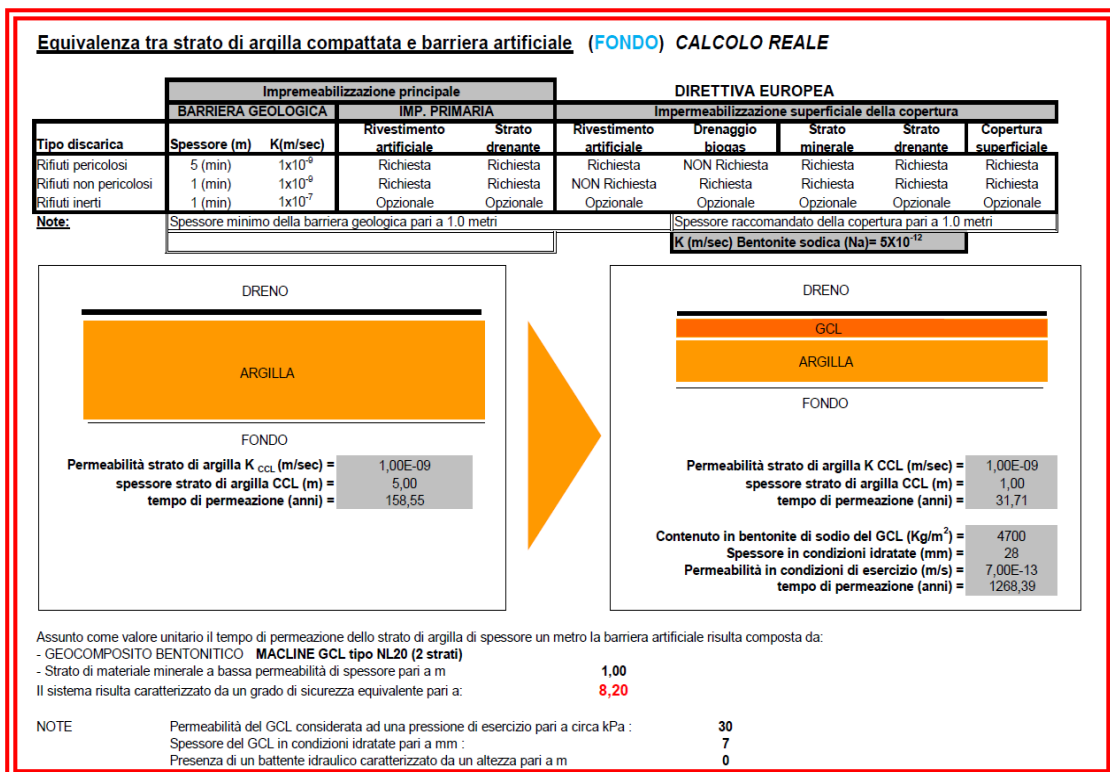 Equivalenza tra strato di argilla compattata e barriera artificiale (FONDO) CALCOLO REALE
Impremeabilizzazione principale DIRETTIVA EUROPEA
BARRIERA GEOLOGICA IMP. PRIMARIA Impermeabilizzazione superficiale della copertura
Tipo discarica Spessore (m) K(m/sec) Rivestimento artificiale Strato drenante Rivestimento artificiale Drenaggio biogas Strato minerale Strato drenante Copertura superficiale
Rifiuti pericolosi 5 (min) 1x10⁻⁹ Richiesta Richiesta Richiesta NON Richiesta Richiesta Richiesta Richiesta
Rifiuti non pericolosi 1 (min) 1x10⁻⁹ Richiesta Richiesta NON Richiesta Richiesta Richiesta Richiesta Richiesta
Rifiuti inerti 1 (min) 1x10⁻⁷ Opzionale Opzionale Opzionale Opzionale Opzionale Opzionale Opzionale
Note: Spessore minimo della barriera geologica pari a 1.0 metri Spessore raccomandato della copertura pari a 1.0 metri
K (m/sec) Bentonite sodica (Na)= 5X10⁻¹²
DRENO
ARGILLA
FONDO
Permeabilità strato di argilla K CCL (m/sec) = 1,00E-09
spessore strato di argilla CCL (m) = 5,00
tempo di permeazione (anni) = 158,55
DRENO
GCL
ARGILLA
FONDO
Permeabilità strato di argilla K CCL (m/sec) = 1,00E-09
spessore strato di argilla CCL (m) = 1,00
tempo di permeazione (anni) = 31,71
Contenuto in bentonite di sodio del GCL (Kg/m²) = 4700
Spessore in condizioni idratate (mm) = 28
Permeabilità in condizioni di esercizio (m/s) = 7,00E-13
tempo di permeazione (anni) = 1268,39
Assunto come valore unitario il tempo di permeazione dello strato di argilla di spessore un metro la barriera artificiale risulta composta da:
- GEOCOMPOSITO BENTONITICO MACLINE GCL tipo NL20 (2 strati)
- Strato di materiale minerale a bassa permeabilità di spessore pari a m 1,00
Il sistema risulta caratterizzato da un grado di sicurezza equivalente pari a: 8,20
NOTE Permeabilità del GCL considerata ad una pressione di esercizio pari a circa kPa : 30
Spessore del GCL in condizioni idratate pari a mm : 7
Presenza di un battente idraulico caratterizzato da un altezza pari a m 0